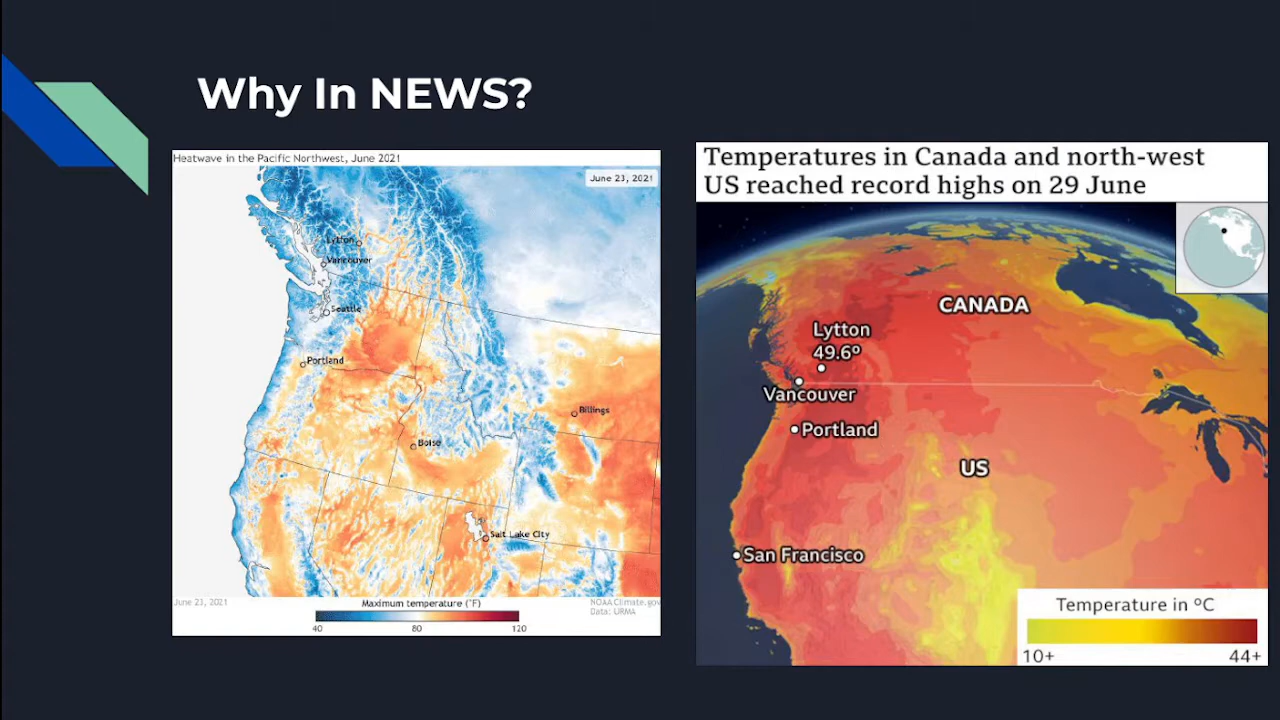 Why In NEWS?
Heatwave in the Pacific Northwest, June 2021
June 23, 2021
Lytton
Vancouver
Seattle
Portland
Billings
Boise
Salt Lake City
June 23, 2021
Maximum temperature (°F)
NOAA Climate.gov
Data: URMA
40 80 120
Temperatures in Canada and north-west
US reached record highs on 29 June
CANADA
Lytton
49.6º
Vancouver
Portland
US
San Francisco
Temperature in ºC
10+ 44+